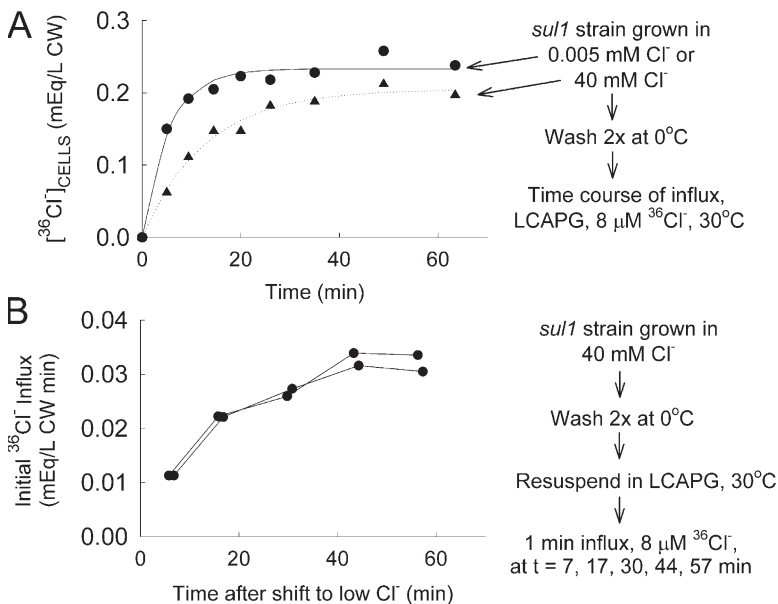 A
[³⁶Cl⁻]CELLS (mEq/L CW)
0.3
0.2
0.1
0.0
0
20
40
60
Time (min)
sul1 strain grown in
0.005 mM Cl⁻ or
40 mM Cl⁻
Wash 2x at 0°C
Time course of influx,
LCAPG, 8 μM ³⁶Cl⁻, 30°C
B
Initial ³⁶Cl⁻ Influx
(mEq/L CW min)
0.04
0.03
0.02
0.01
0.00
0
20
40
60
Time after shift to low Cl⁻ (min)
sul1 strain grown in
40 mM Cl⁻
Wash 2x at 0°C
Resuspend in LCAPG, 30°C
1 min influx, 8 μM ³⁶Cl⁻,
at t = 7, 17, 30, 44, 57 min